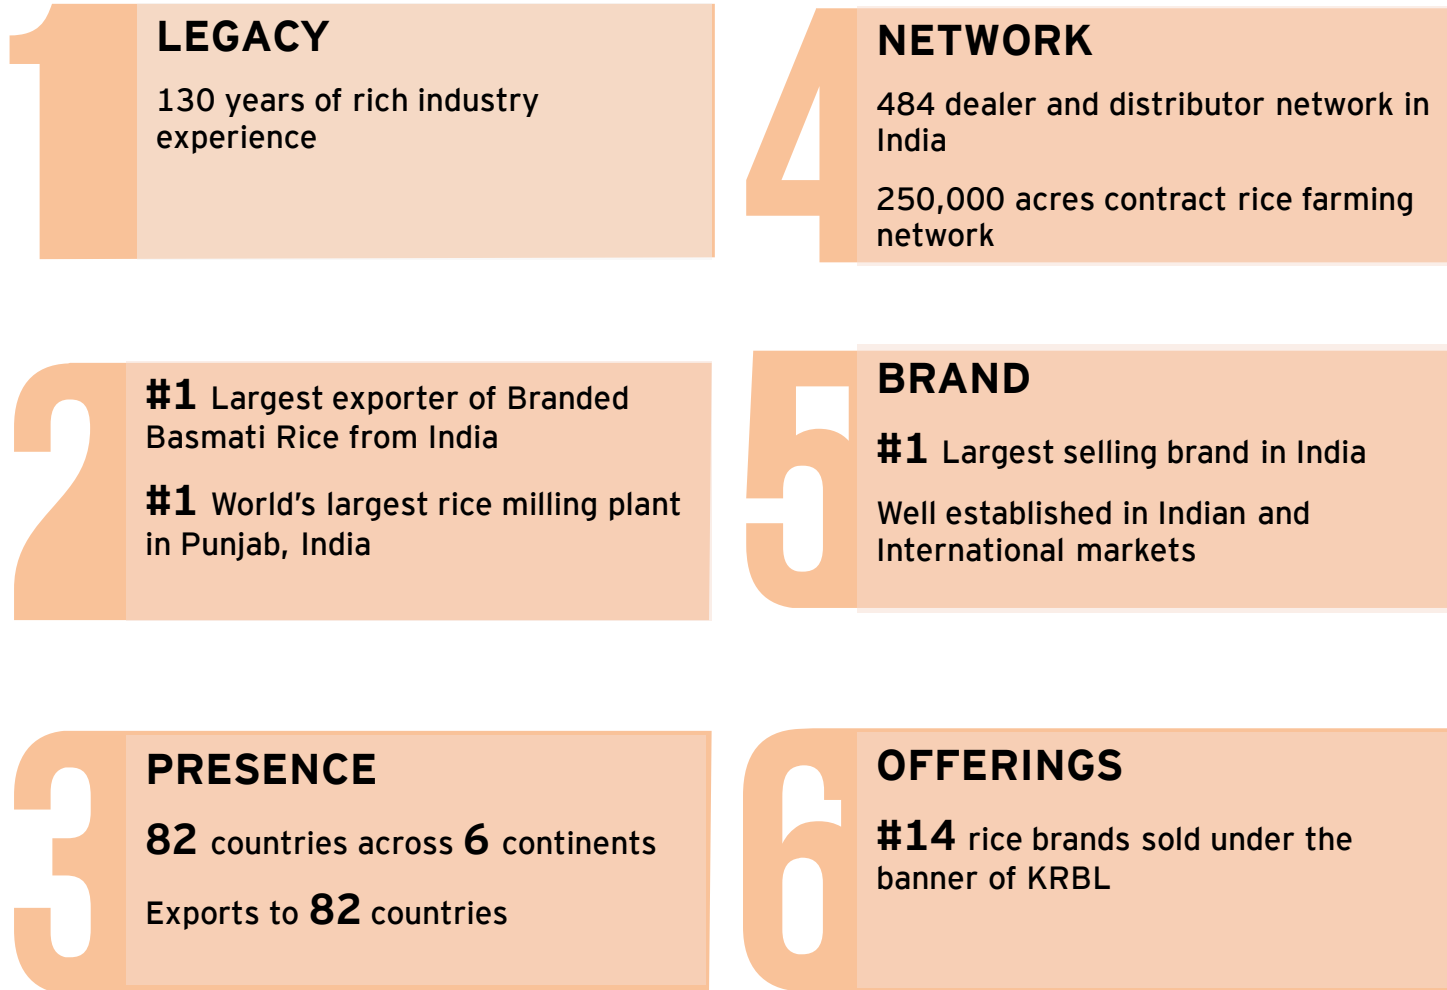 1
LEGACY
130 years of rich industry
experience
2
#1 Largest exporter of Branded
Basmati Rice from India
#1 World's largest rice milling plant
in Punjab, India
3
PRESENCE
82 countries across 6 continents
Exports to 82 countries
4
NETWORK
484 dealer and distributor network in
India
250,000 acres contract rice farming
network
5
BRAND
#1 Largest selling brand in India
Well established in Indian and
International markets
6
OFFERINGS
#14 rice brands sold under the
banner of KRBL